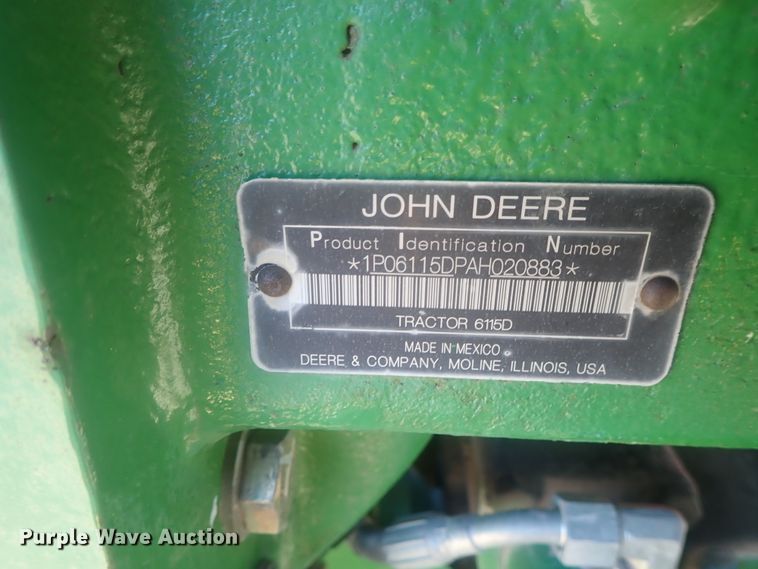 JOHN DEERE
Product Identification Number
*1P06115DPAH020883*
TRACTOR 6115D
MADE IN MEXICO
DEERE & COMPANY, MOLINE, ILLINOIS, USA
Purple Wave Auction